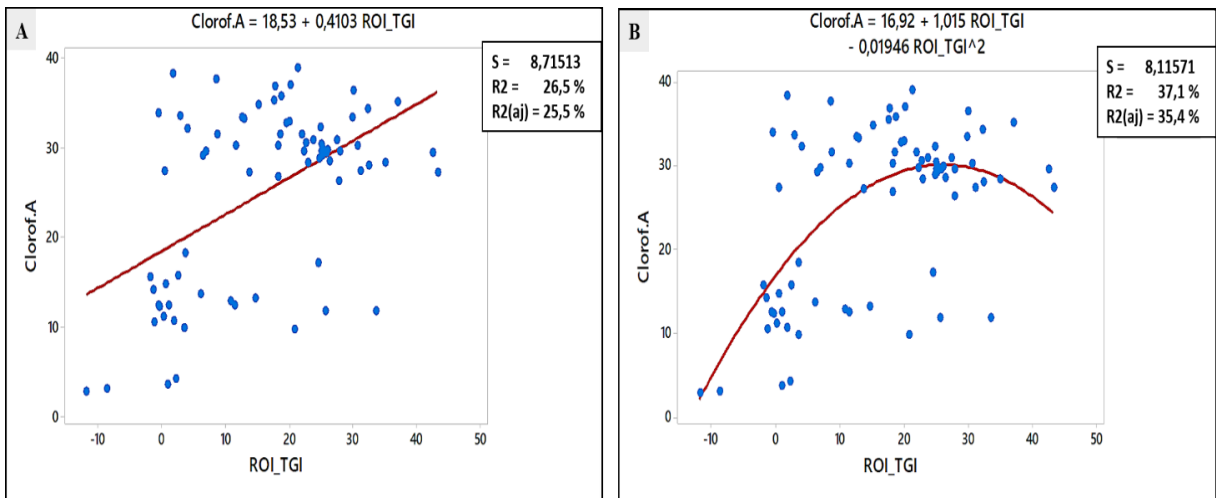 A
Clorof.A = 18,53 + 0,4103 ROI_TGI
S = 8,71513
R2 = 26,5 %
R2(aj) = 25,5 %
40
30
20
10
0
Clorof.A
-10 0 10 20 30 40 50
ROI_TGI
B
Clorof.A = 16,92 + 1,015 ROI_TGI
- 0,01946 ROI_TGI^2
S = 8,11571
R2 = 37,1 %
R2(aj) = 35,4 %
40
30
20
10
0
Clorof.A
-10 0 10 20 30 40 50
ROI_TGI